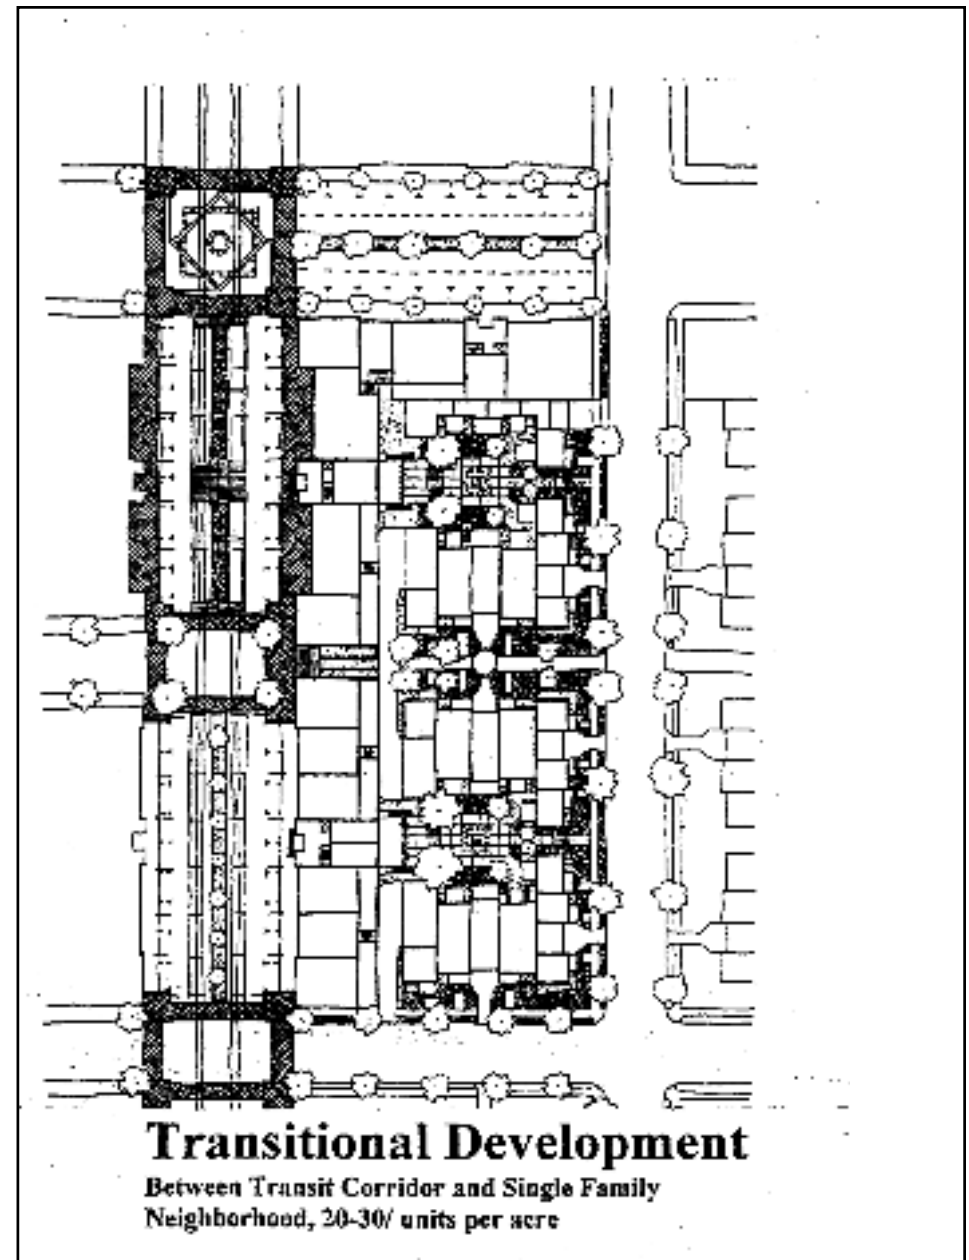 Transitional Development
Between Transit Corridor and Single Family
Neighborhood, 20-30/ units per acre